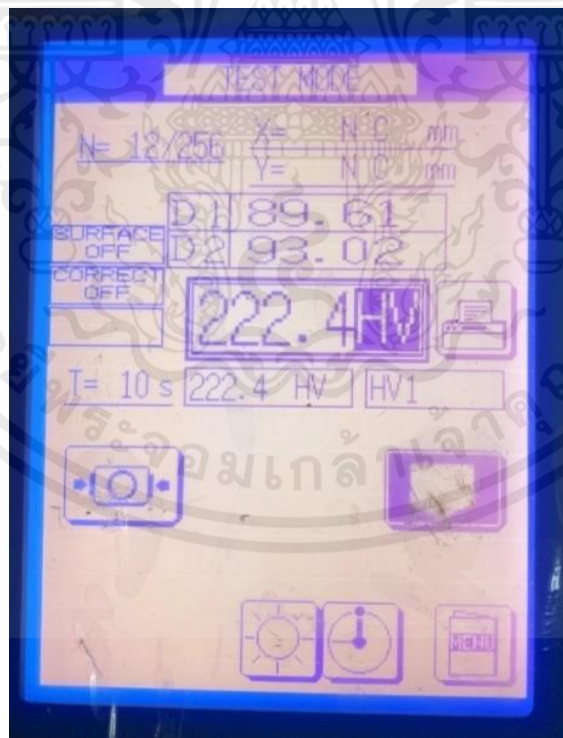 TEST MODE
N= 12/256 X= N C mm
Y= N C mm
D1 89.61
SURFACE OFF D2 93.02
CORRECT OFF
222.4 HV
T= 10 s 222.4 HV HV1
MENU